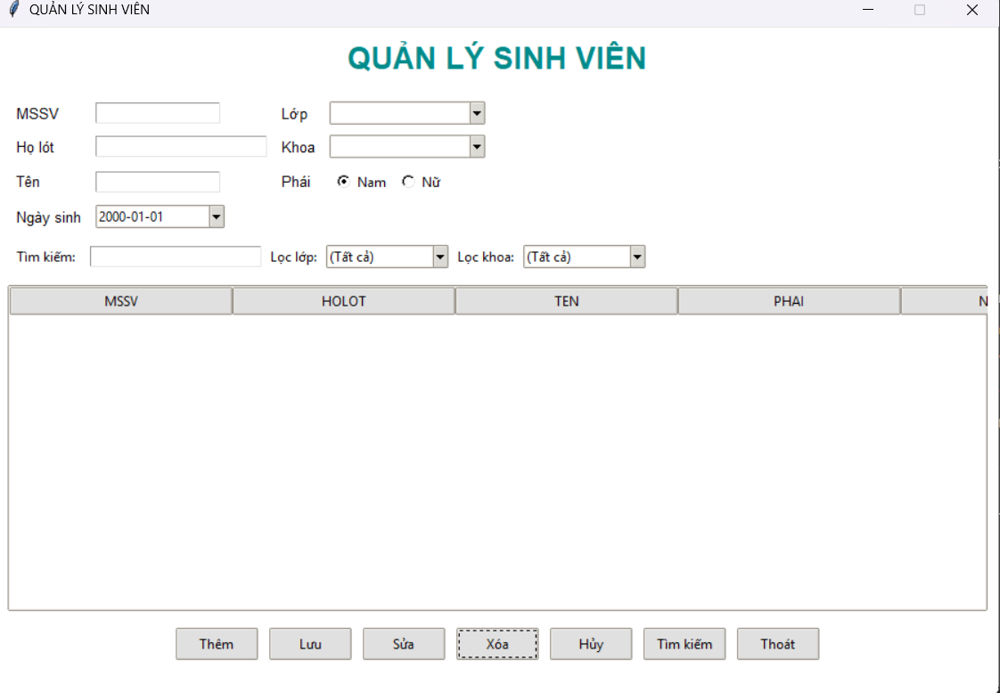 QUẢN LÝ SINH VIÊN
QUẢN LÝ SINH VIÊN
MSSV Lớp
Họ lót Khoa
Tên Phái Nam Nữ
Ngày sinh 2000-01-01
Tìm kiếm: Lọc lớp: (Tất cả) Lọc khoa: (Tất cả)
MSSV HOLOT TEN PHAI N
Thêm Lưu Sửa Xóa Hủy Tìm kiếm Thoát